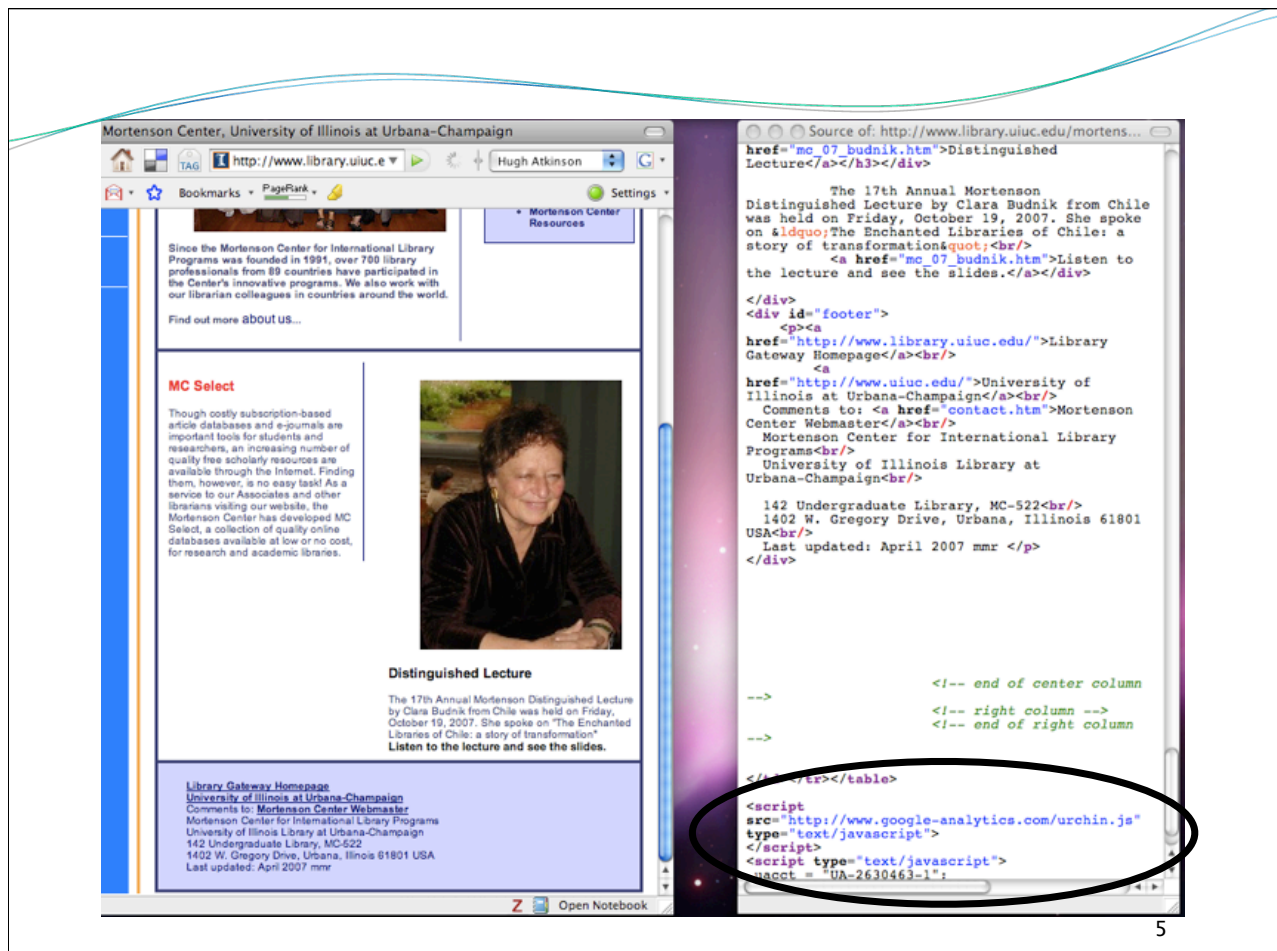 Mortenson Center, University of Illinois at Urbana-Champaign
TAG http://www.library.uiuc.e Hugh Atkinson G
Bookmarks PageRank Settings
• Mortenson Center
Resources
Since the Mortenson Center for International Library
Programs was founded in 1991, over 700 library
professionals from 89 countries have participated in
the Center's innovative programs. We also work with
our librarian colleagues in countries around the world.
Find out more about us...
MC Select
Though costly subscription-based
article databases and e-journals are
important tools for students and
researchers, an increasing number of
quality free scholarly resources are
available through the Internet. Finding
them, however, is no easy task! As a
service to our Associates and other
librarians visiting our website, the
Mortenson Center has developed MC
Select, a collection of quality online
databases available at low or no cost,
for research and academic libraries.
Distinguished Lecture
The 17th Annual Mortenson Distinguished Lecture
by Clara Budnik from Chile was held on Friday,
October 19, 2007. She spoke on "The Enchanted
Libraries of Chile: a story of transformation"
Listen to the lecture and see the slides.
Library Gateway Homepage
University of Illinois at Urbana-Champaign
Comments to: Mortenson Center Webmaster
Mortenson Center for International Library Programs
University of Illinois Library at Urbana-Champaign
142 Undergraduate Library, MC-522
1402 W. Gregory Drive, Urbana, Illinois 61801 USA
Last updated: April 2007 mmr
Z Open Notebook
Source of: http://www.library.uiuc.edu/mortens...
href="mc_07_budnik.htm">Distinguished
Lecture</a></h3></div>
The 17th Annual Mortenson
Distinguished Lecture by Clara Budnik from Chile
was held on Friday, October 19, 2007. She spoke
on &ldquo;The Enchanted Libraries of Chile: a
story of transformation&quot;<br/>
<a href="mc_07_budnik.htm">Listen to
the lecture and see the slides.</a></div>
</div>
<div id="footer">
<p><a
href="http://www.library.uiuc.edu/">Library
Gateway Homepage</a><br/>
<a
href="http://www.uiuc.edu/">University of
Illinois at Urbana-Champaign</a><br/>
Comments to: <a href="contact.htm">Mortenson
Center Webmaster</a><br/>
Mortenson Center for International Library
Programs<br/>
University of Illinois Library at
Urbana-Champaign<br/>
142 Undergraduate Library, MC-522<br/>
1402 W. Gregory Drive, Urbana, Illinois 61801
USA<br/>
Last updated: April 2007 mmr </p>
</div>
<!-- end of center column
-->
<!-- right column -->
<!-- end of right column
-->
</td></tr></table>
<script
src="http://www.google-analytics.com/urchin.js"
type="text/javascript">
</script>
<script type="text/javascript">
_uacct = "UA-2630463-1";
5